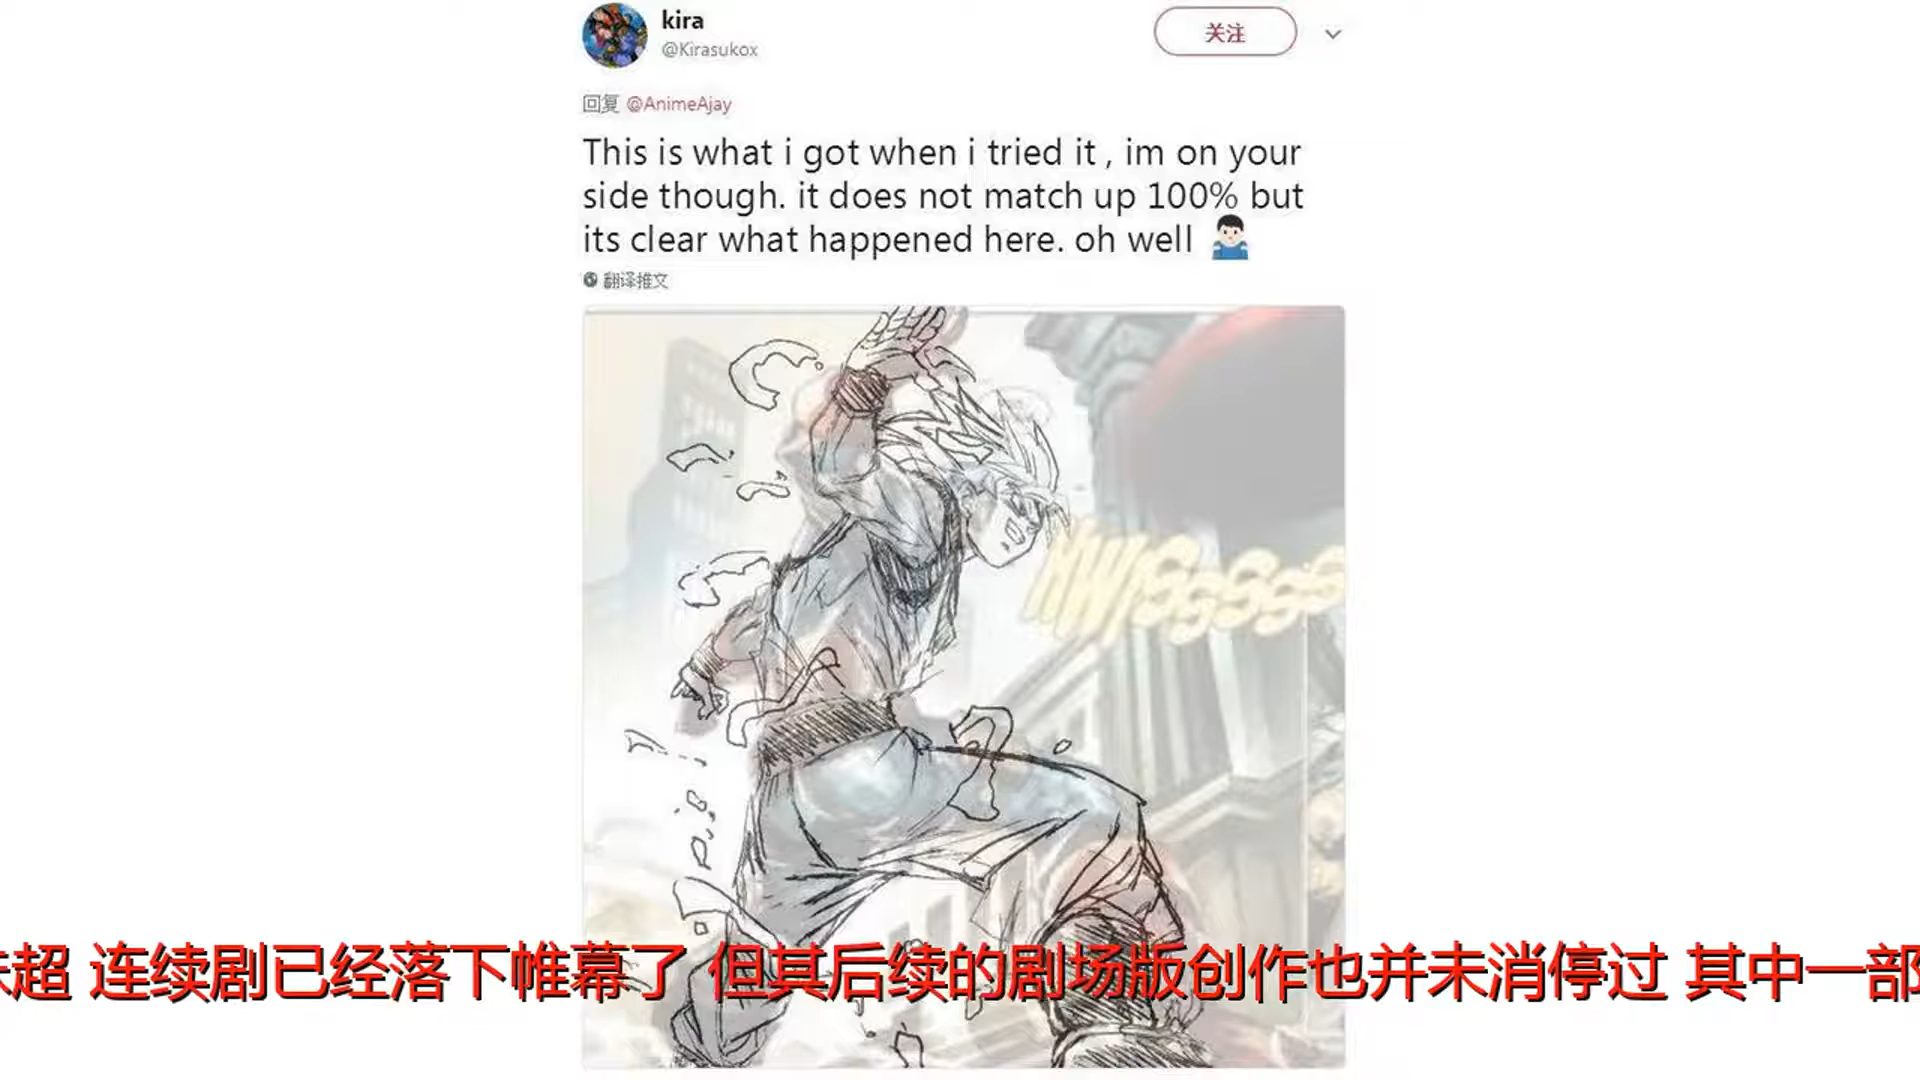 kira
@Kirasukox
关注
回复 @AnimeAjay
This is what i got when i tried it , im on your
side though. it does not match up 100% but
its clear what happened here. oh well
翻译推文
超 连续剧已经落下帷幕了 但其后续的剧场版创作也并未消停过 其中一部